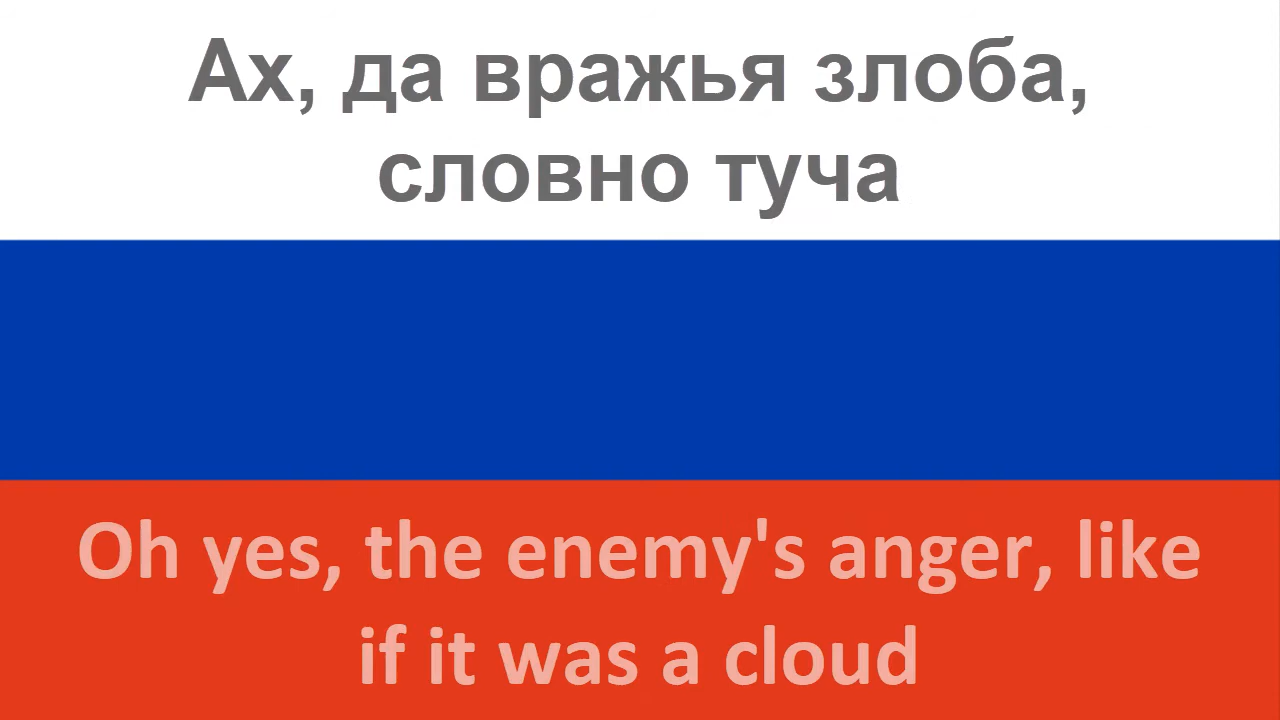 Ах, да вражья злоба,
словно туча
Oh yes, the enemy's anger, like
if it was a cloud